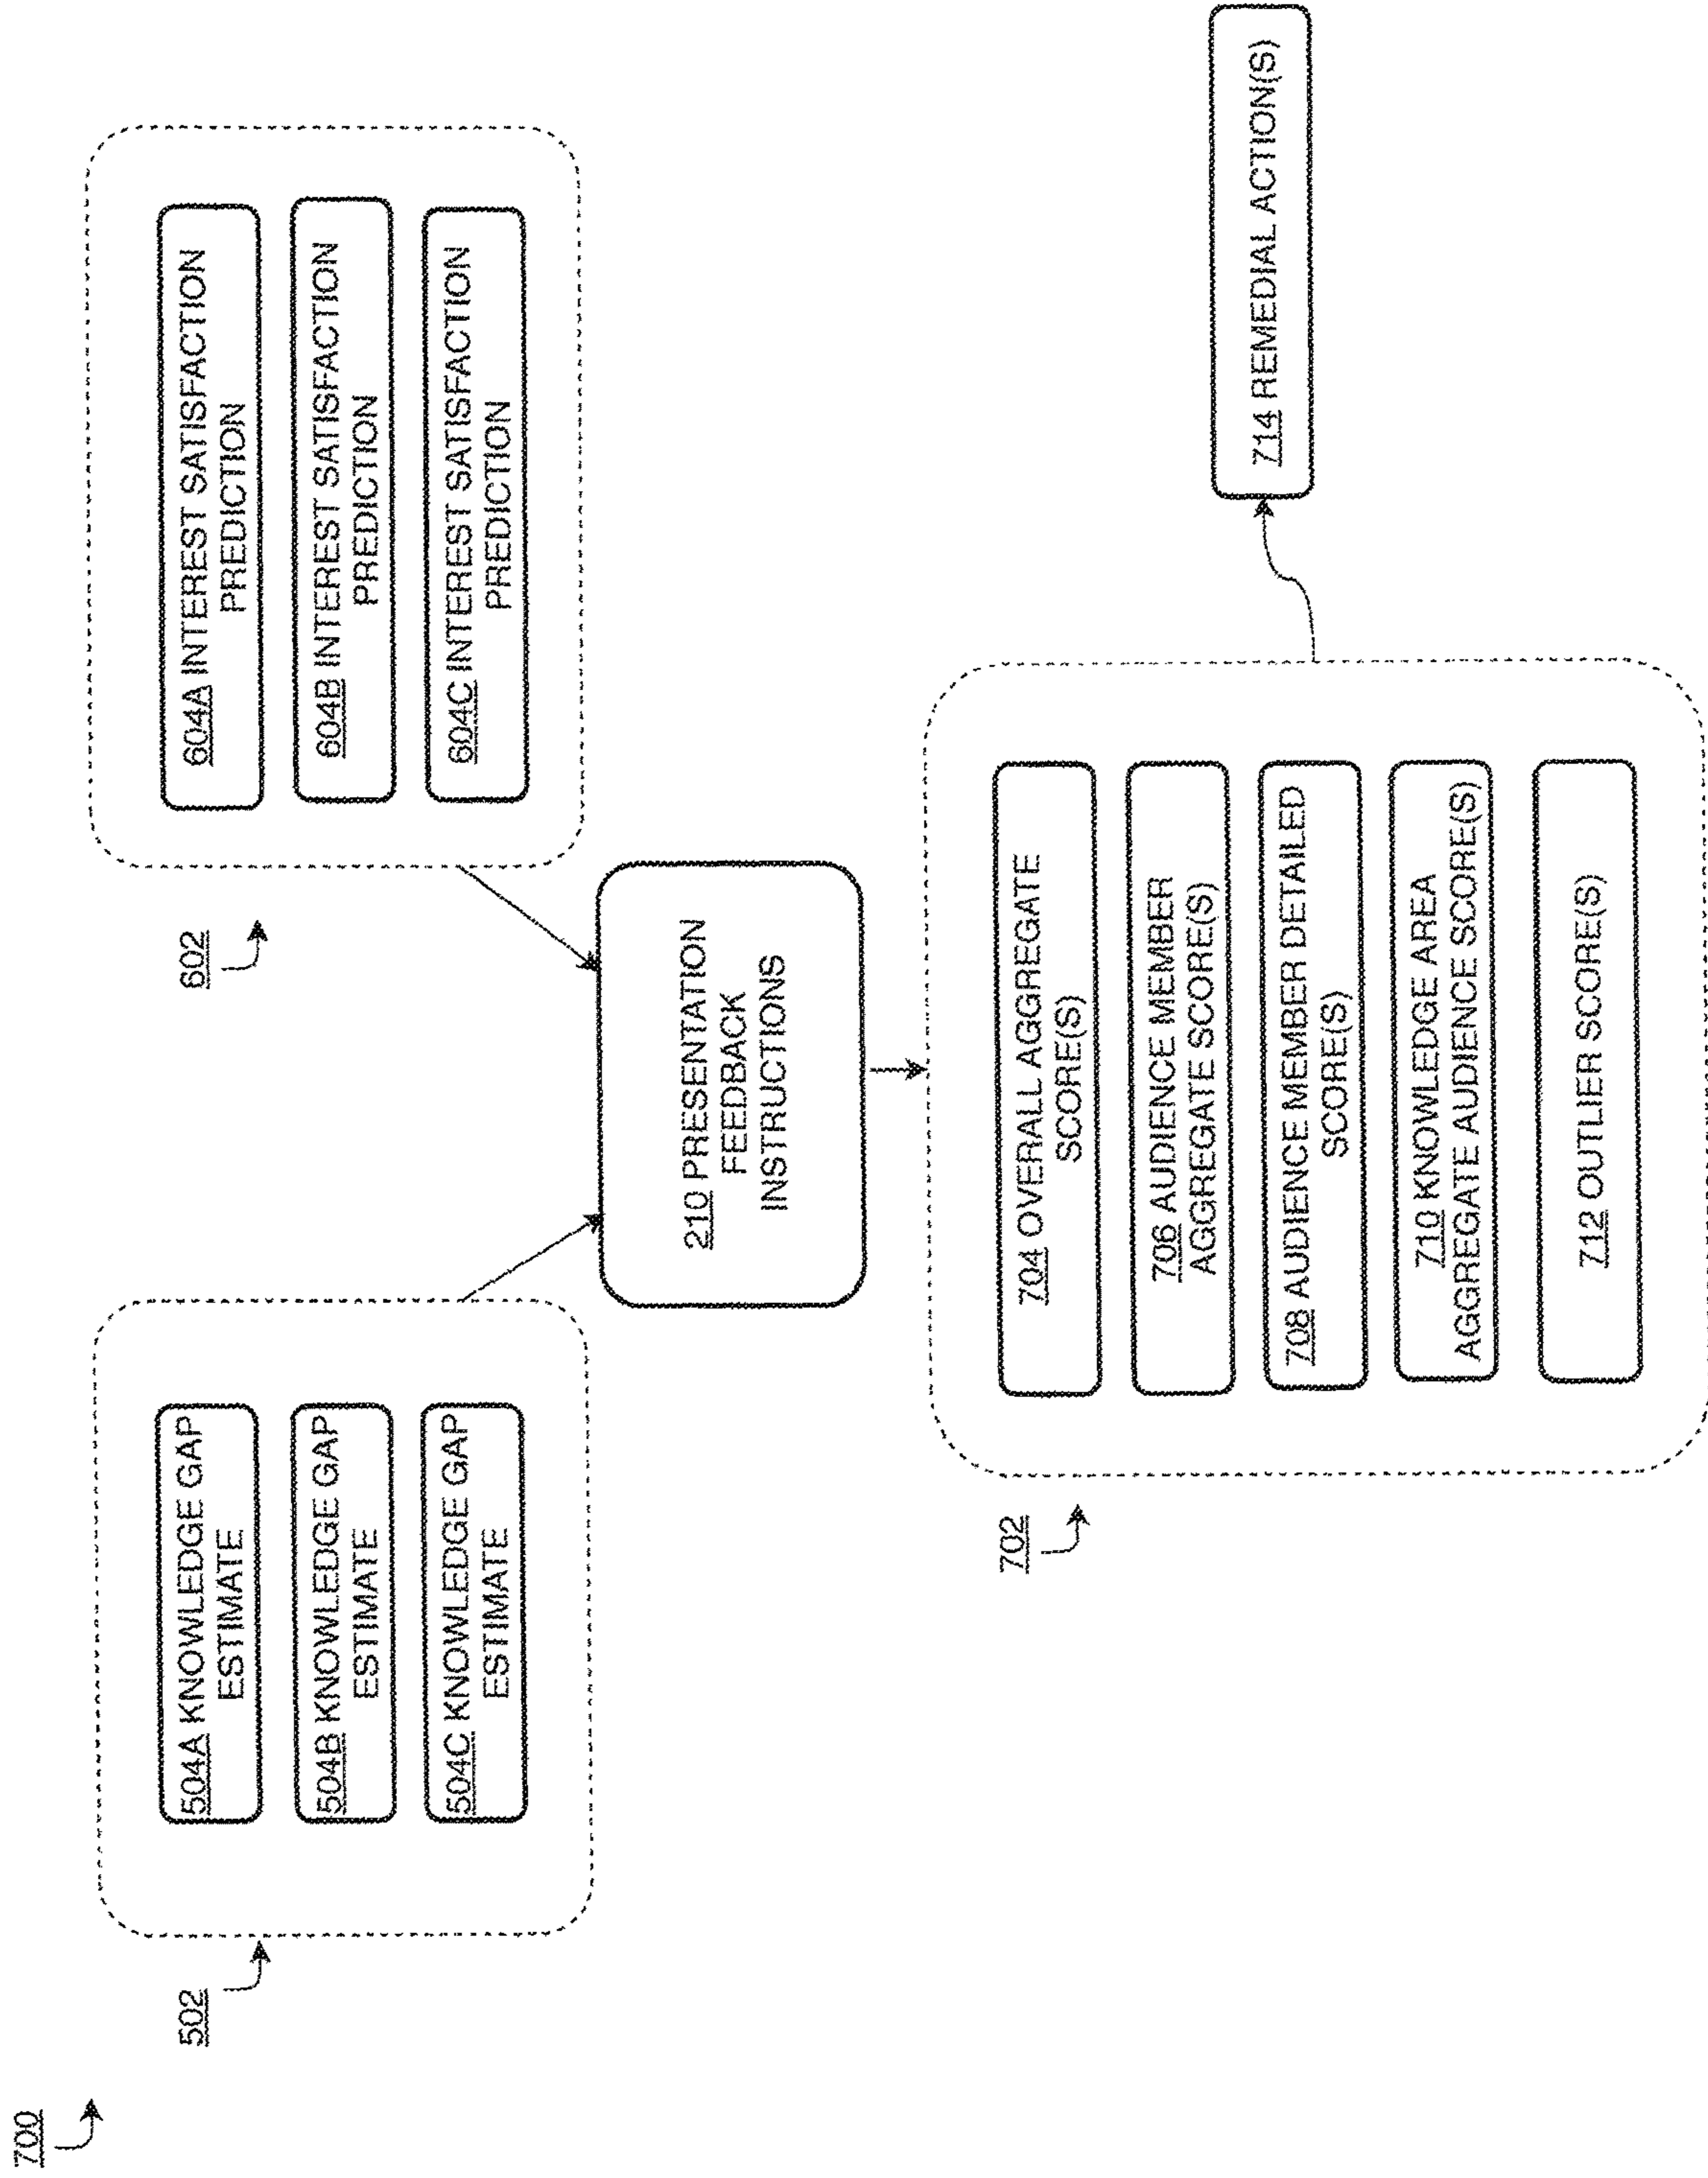 700
502
504A KNOWLEDGE GAP
ESTIMATE
504B KNOWLEDGE GAP
ESTIMATE
504C KNOWLEDGE GAP
ESTIMATE
602
604A INTEREST SATISFACTION
PREDICTION
604B INTEREST SATISFACTION
PREDICTION
604C INTEREST SATISFACTION
PREDICTION
210 PRESENTATION
FEEDBACK
INSTRUCTIONS
702
704 OVERALL AGGREGATE
SCORE(S)
706 AUDIENCE MEMBER
AGGREGATE SCORE(S)
708 AUDIENCE MEMBER DETAILED
SCORE(S)
710 KNOWLEDGE AREA
AGGREGATE AUDIENCE SCORE(S)
712 OUTLIER SCORE(S)
714 REMEDIAL ACTION(S)